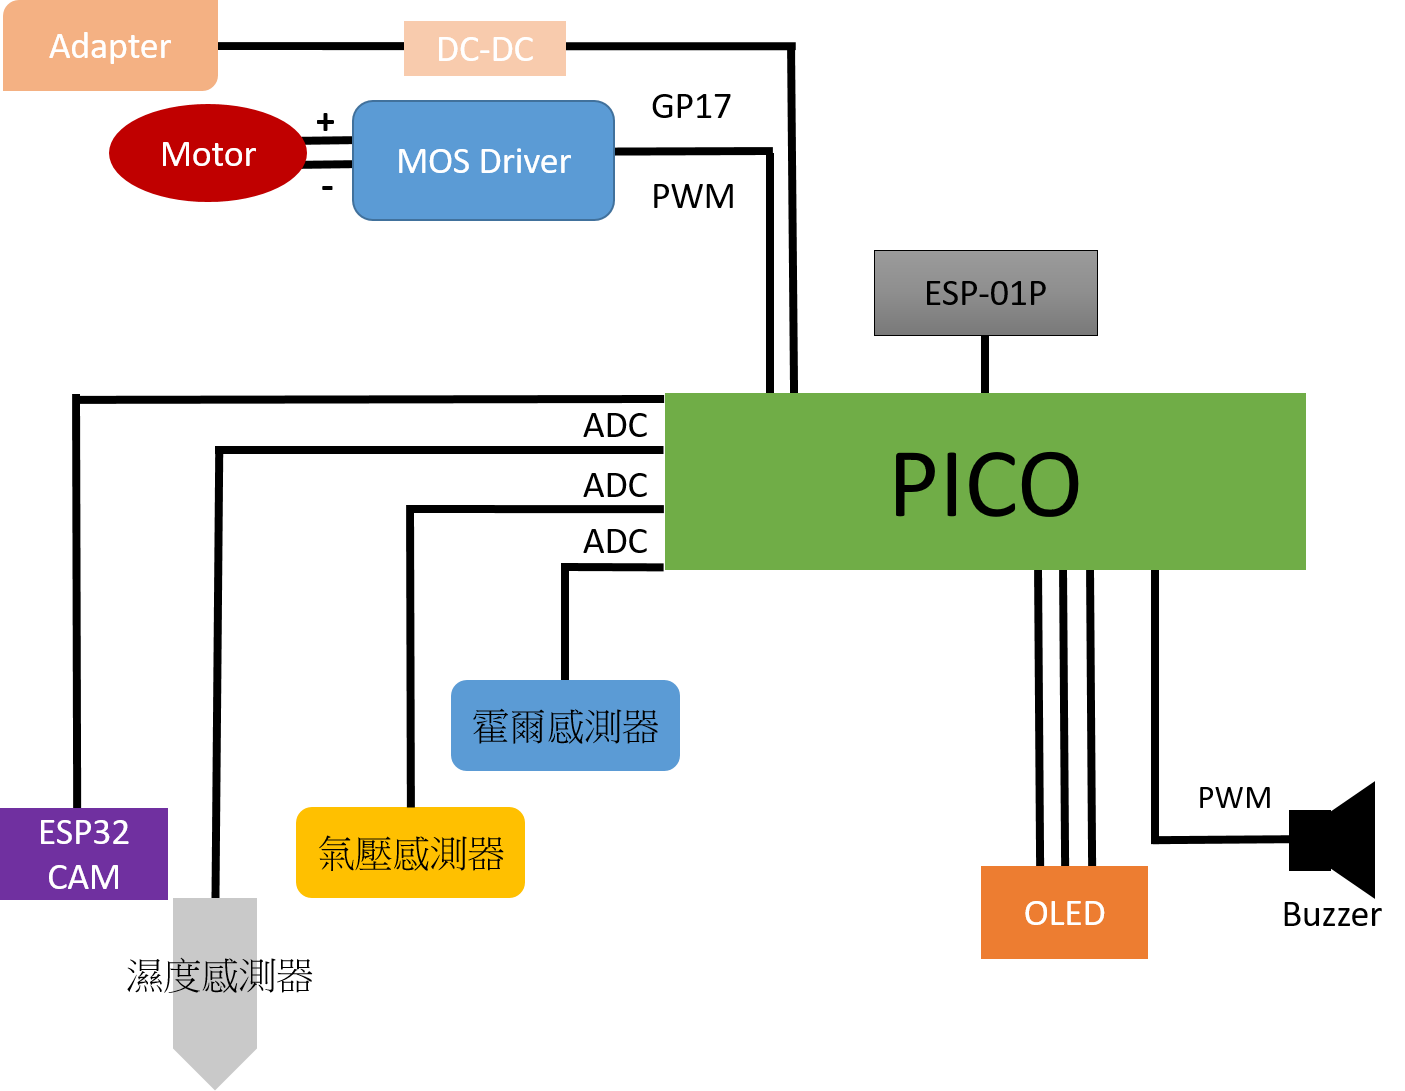 Adapter
DC-DC
GP17
+
Motor
MOS Driver
-
PWM
ESP-01P
ADC
PICO
ADC
ADC
霍爾感測器
PWM
ESP32
CAM
氣壓感測器
OLED
Buzzer
濕度感測器